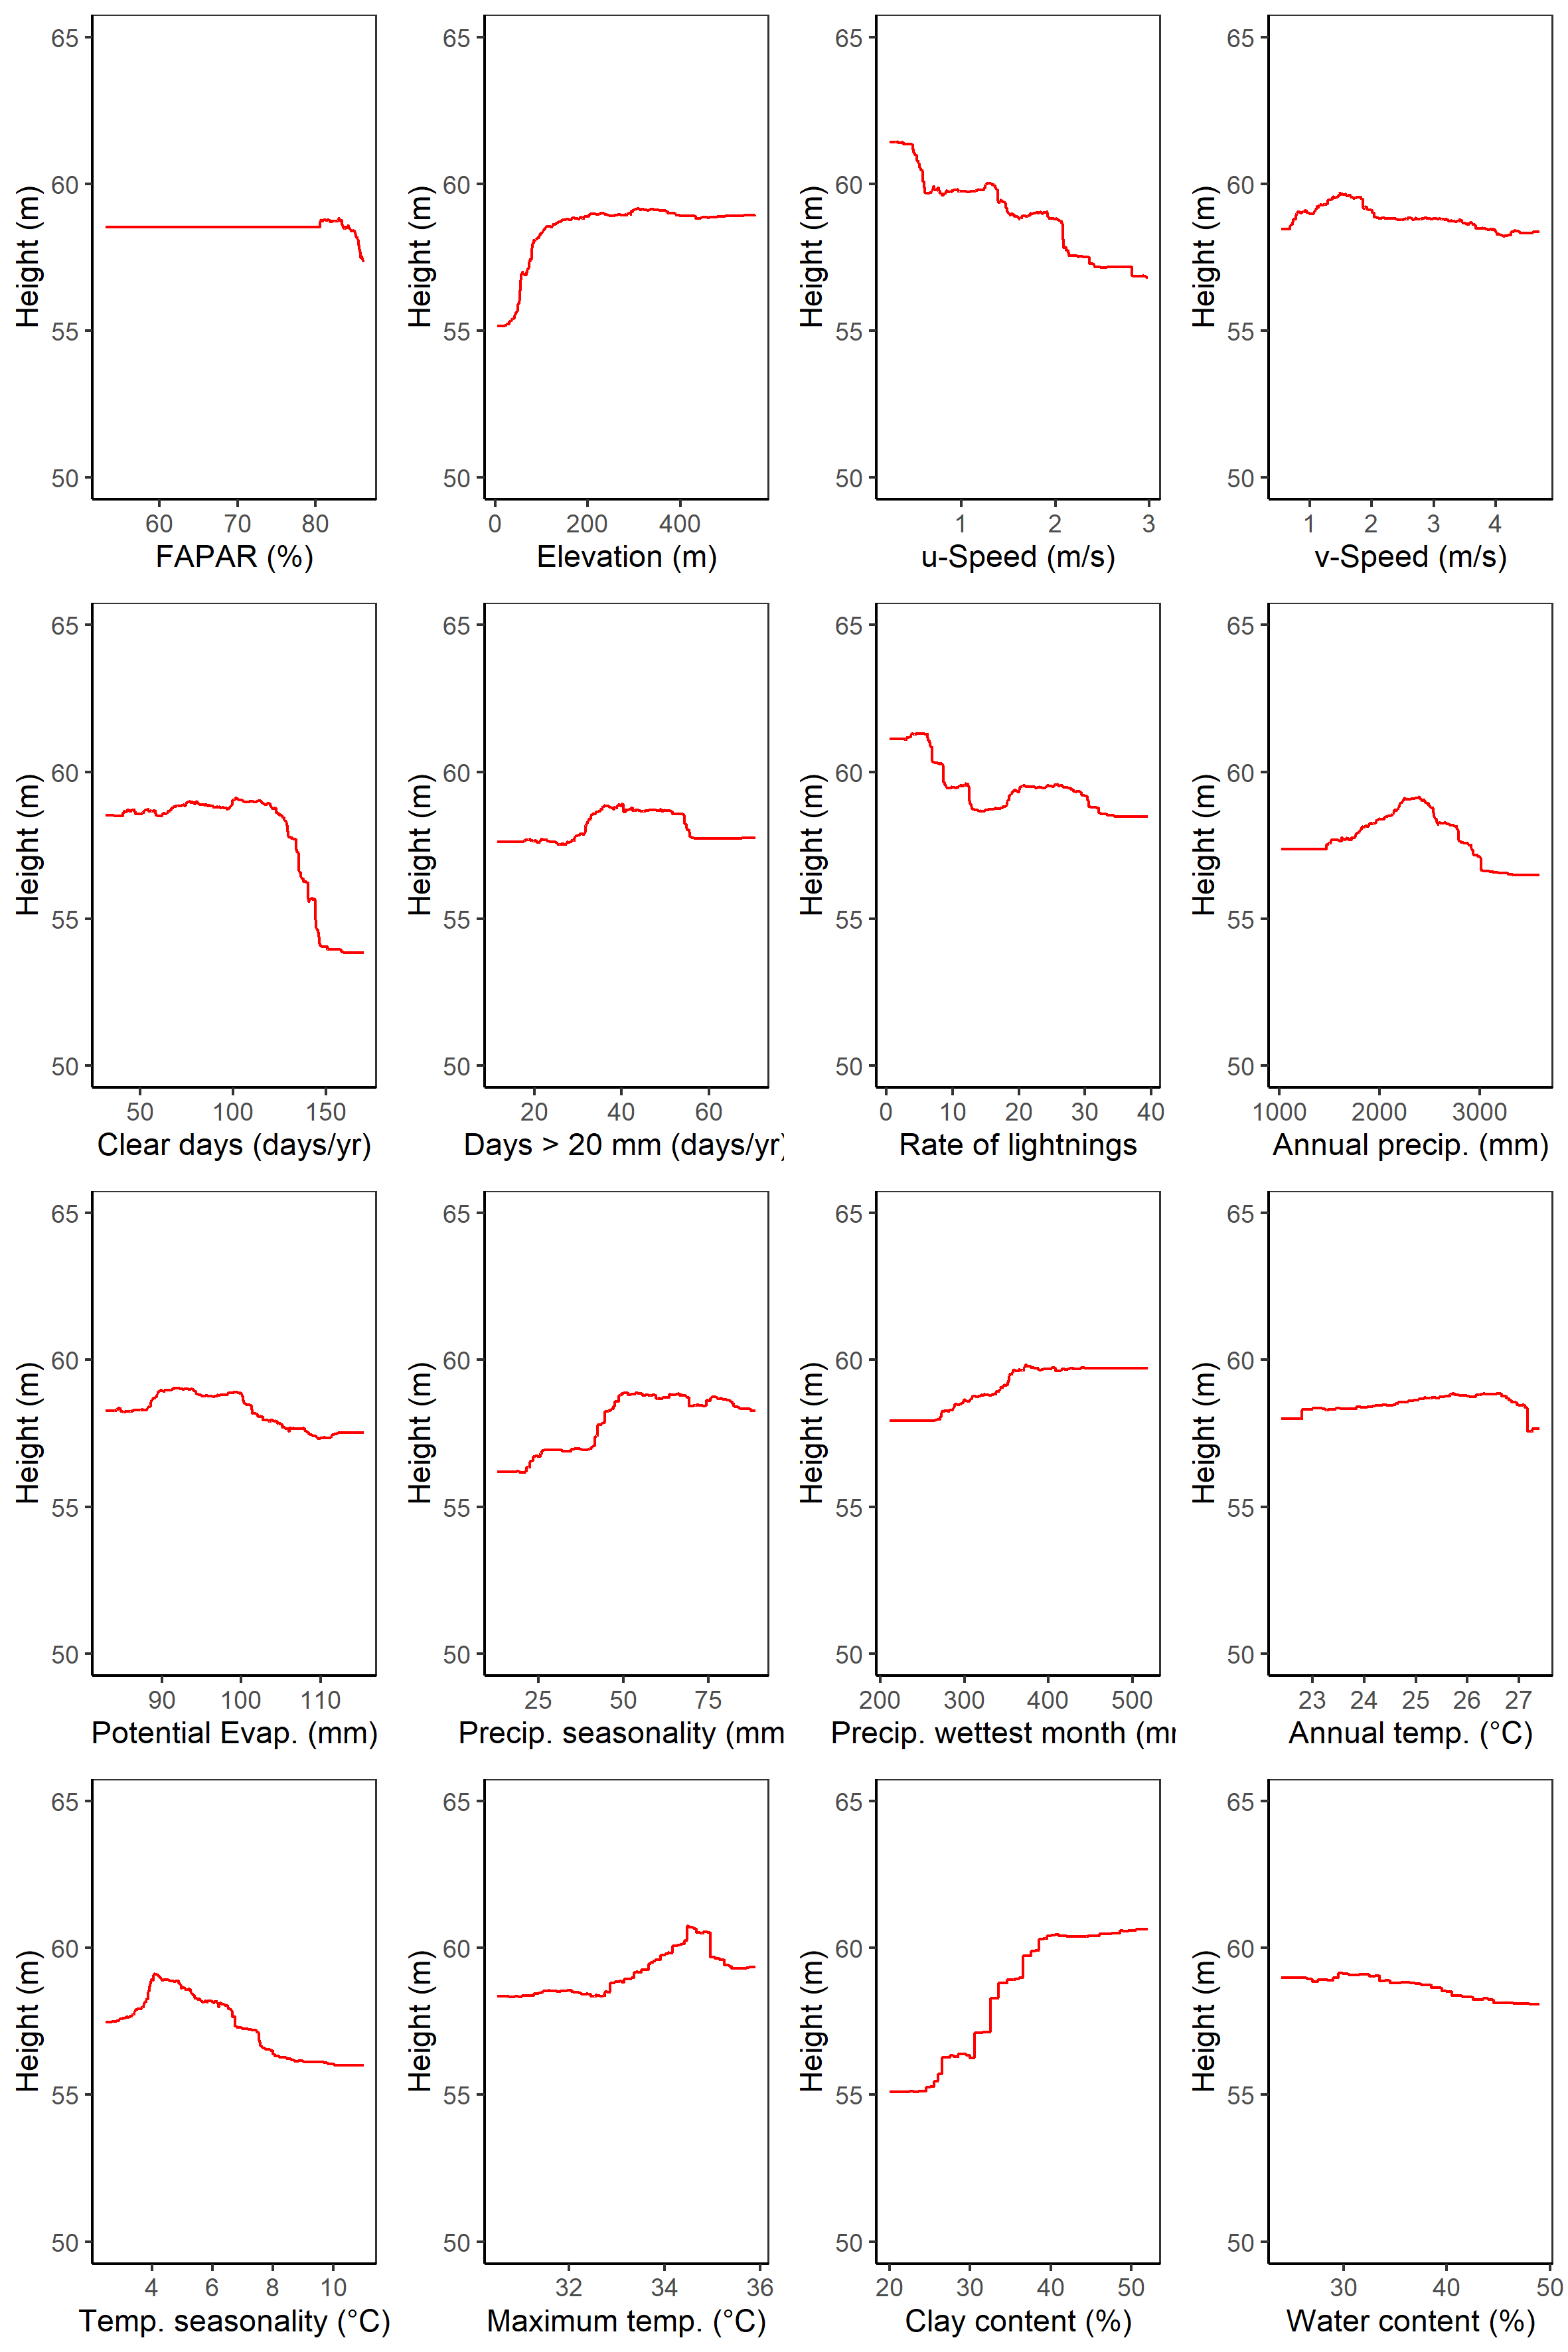 65 65 65 65
60 60 60 60
55 55 55 55
50 50 50 50
Height (m) Height (m) Height (m) Height (m)
60 70 80 0 200 400 1 2 3 1 2 3 4
FAPAR (%) Elevation (m) u-Speed (m/s) v-Speed (m/s)
65 65 65 65
60 60 60 60
55 55 55 55
50 50 50 50
Height (m) Height (m) Height (m) Height (m)
50 100 150 20 40 60 0 10 20 30 40 1000 2000 3000
Clear days (days/yr) Days > 20 mm (days/yr) Rate of lightnings Annual precip. (mm)
65 65 65 65
60 60 60 60
55 55 55 55
50 50 50 50
Height (m) Height (m) Height (m) Height (m)
90 100 110 25 50 75 200 300 400 500 23 24 25 26 27
Potential Evap. (mm) Precip. seasonality (mm Precip. wettest month (m Annual temp. (°C)
65 65 65 65
60 60 60 60
55 55 55 55
50 50 50 50
Height (m) Height (m) Height (m) Height (m)
4 6 8 10 32 34 36 20 30 40 50 30 40 50
Temp. seasonality (°C) Maximum temp. (°C) Clay content (%) Water content (%)